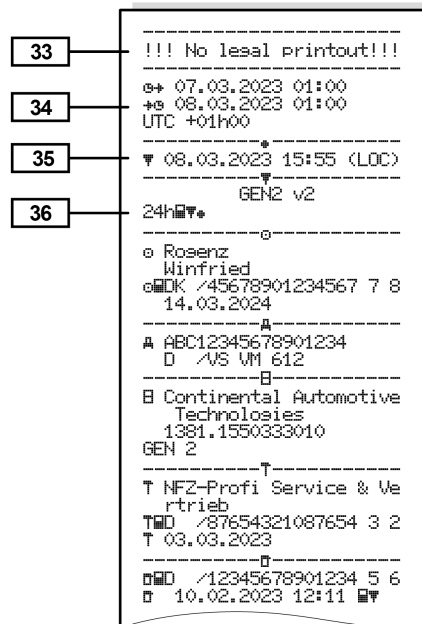 33
!!! No legal printout!!!
34
07.03.2023 01:00
08.03.2023 01:00
UTC +01h00
35
08.03.2023 15:55 (LOC)
GEN2 v2
36
24h
Rogenz
Winfried
DK /45678901234567 7 8
14.03.2024
ABC12345678901234
D /VS VM 612
Continental Automotive
Technologies
1381.1550333010
GEN 2
NFZ-Profi Service & Ve
rtrieb
D /87654321087654 3 2
03.03.2023
D /12345678901234 5 6
10.02.2023 12:11